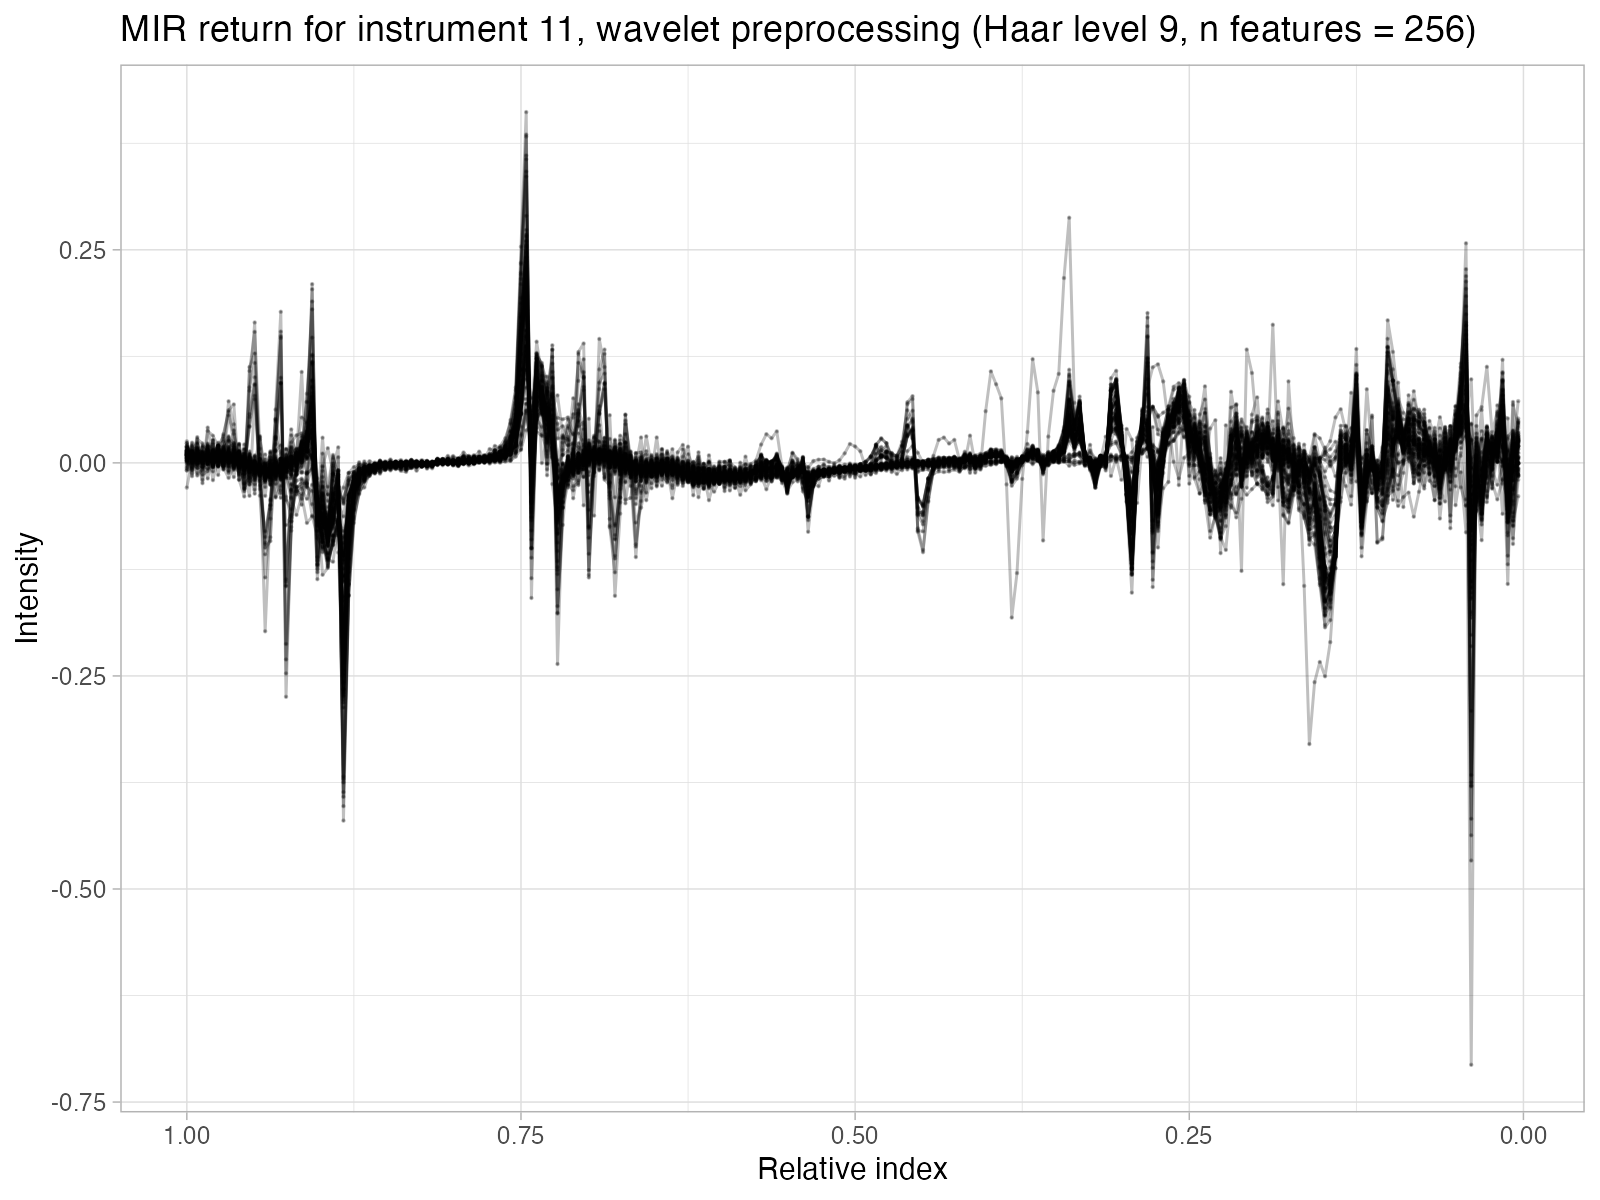 MIR return for instrument 11, wavelet preprocessing (Haar level 9, n features = 256)
Intensity
0.25
0.00
-0.25
-0.50
-0.75
1.00 0.75 0.50 0.25 0.00
Relative index